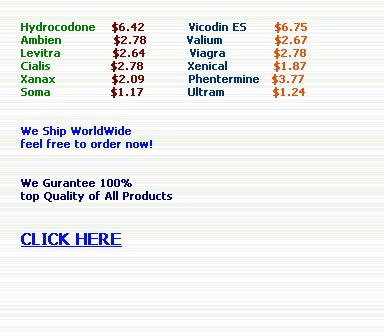 Hydrocodone $6.42 Vicodin ES $6.75
Ambien $2.78 Valium $2.67
Levitra $2.64 Viagra $2.78
Cialis $2.78 Xenical $1.87
Xanax $2.09 Phentermine $3.77
Soma $1.17 Ultram $1.24
We Ship WorldWide
feel free to order now!
We Gurantee 100%
top Quality of All Products
CLICK HERE